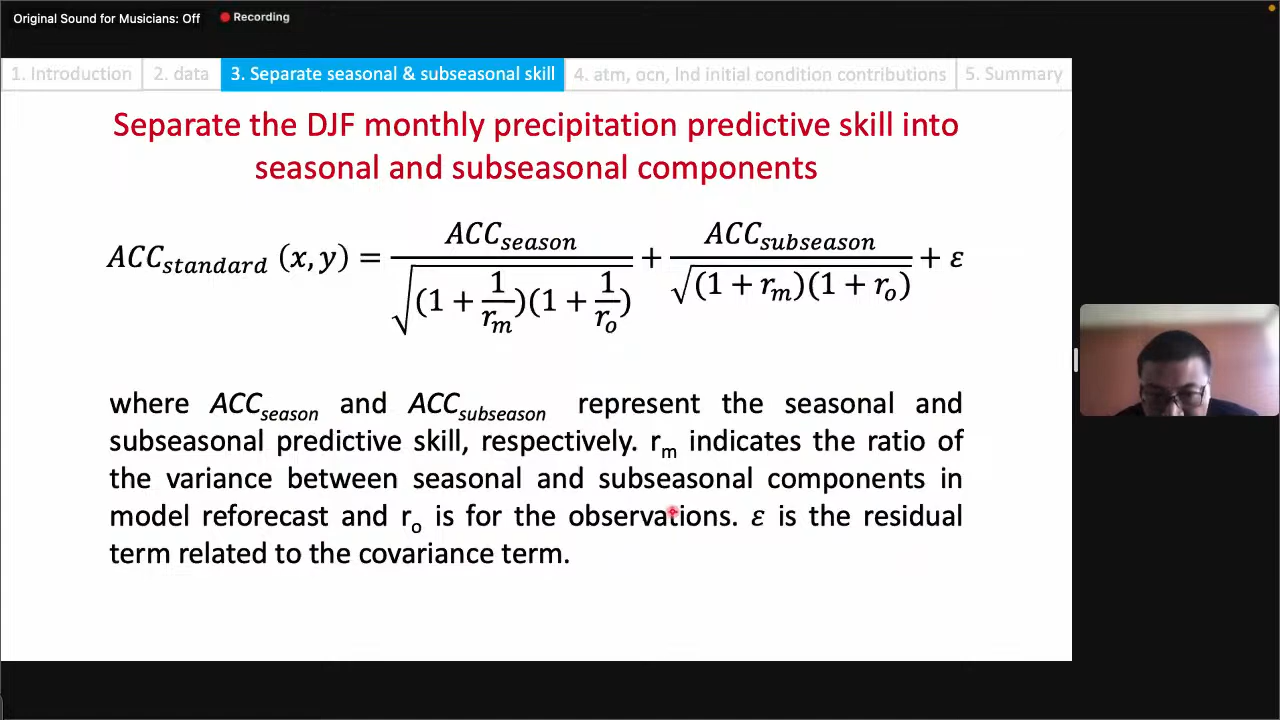 Original Sound for Musicians: Off
Recording
1. Introduction
2. data
3. Separate seasonal & subseasonal skill
4. atm, ocn, lnd initial condition contributions
5. Summary
Separate the DJF monthly precipitation predictive skill into
seasonal and subseasonal components
ACC_standard (x, y) = ACC_season / √((1 + 1/r_m)(1 + 1/r_o)) + ACC_subseason / √((1 + r_m)(1 + r_o)) + ε
where ACC_season and ACC_subseason represent the seasonal and
subseasonal predictive skill, respectively. r_m indicates the ratio of
the variance between seasonal and subseasonal components in
model reforecast and r_o is for the observations. ε is the residual
term related to the covariance term.